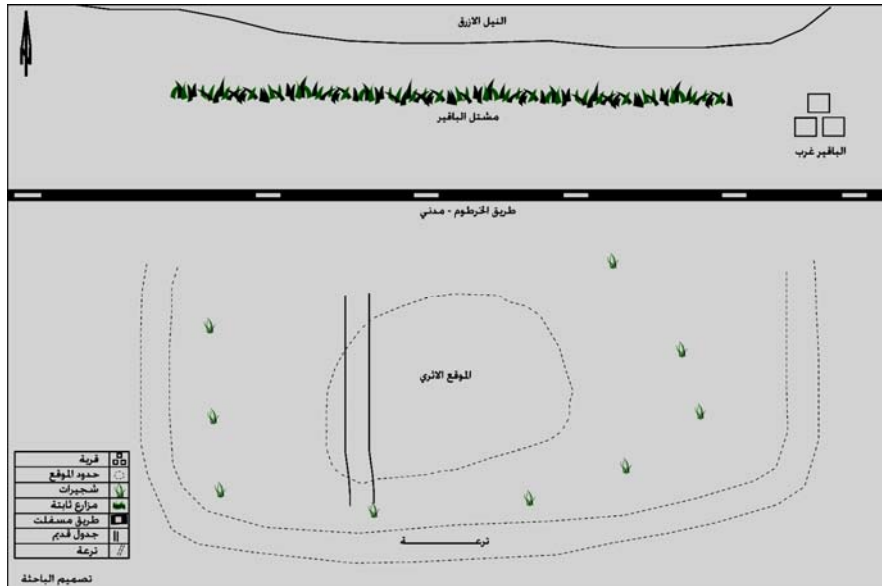 النيل الازرق
مشتل الباقير
الباقير غرب
طريق الخرطوم - مدني
الموقع الاثري
ترعة
قرية
حدود الموقع
شجيرات
مزارع ثابتة
طريق مسفلت
جدول قديم
ترعة
تصميم الباحثة